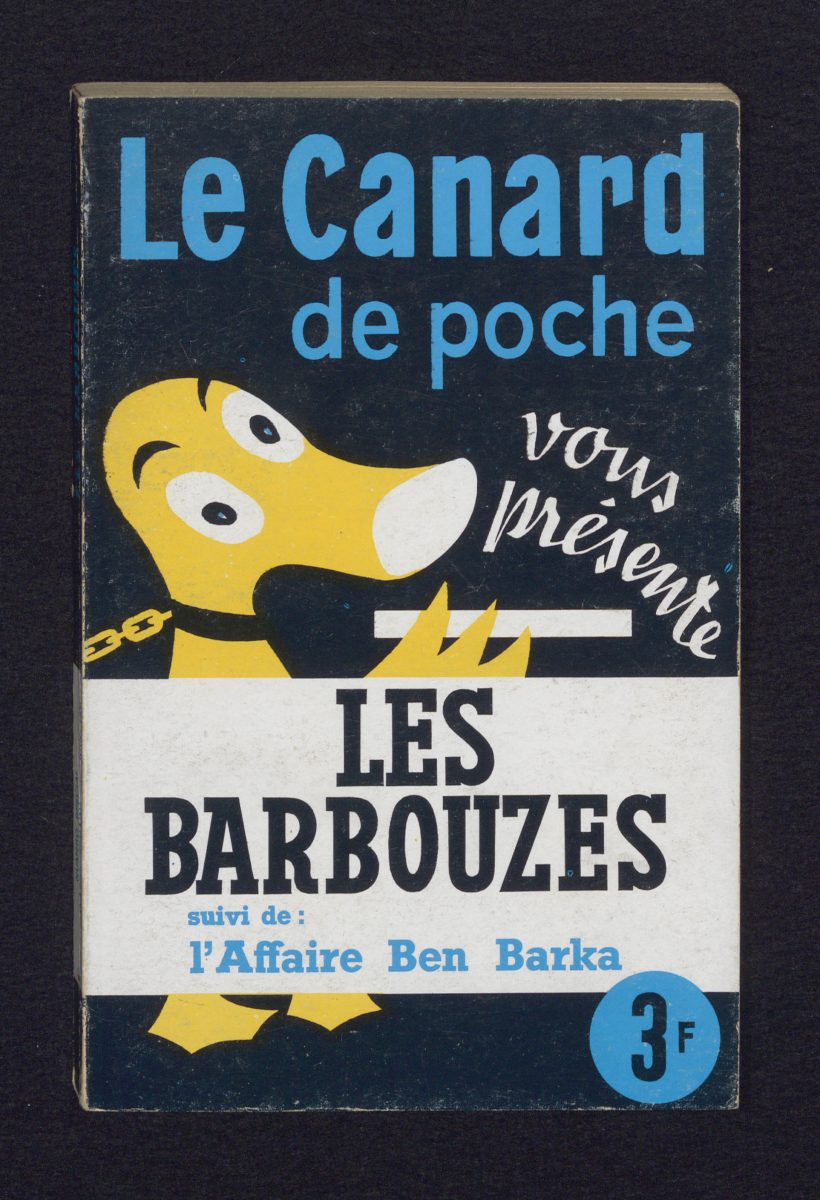 Le Canard
de poche
vous
présente
LES
BARBOUZES
suivi de :
l'Affaire Ben Barka
3F